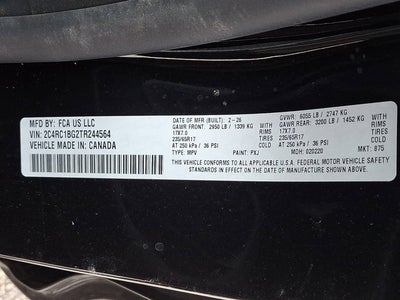 MFD BY: FCA US LLC
VIN: 2C4RC1BG2TR244564
VEHICLE MADE IN: CANADA
DATE OF MFR (BUILT): 2-26
GVWR: 6055 LB / 2747 KG
GAWR FRONT: 2950 LB / 1339 KG
GAWR REAR: 3200 LB / 1452 KG
17X7.0 RIMS 17X7.0
235/65R17 TIRES 235/65R17
AT 250 kPa / 36 PSI AT 250 kPa / 36 PSI
RIMS
TIRES
TYPE: MPV PAINT: PXJ MDH: 020220 MKT: 875
THIS VEHICLE CONFORMS TO ALL APPLICABLE U.S.A. FEDERAL MOTOR VEHICLE SAFETY STANDARDS
IN EFFECT ON THE DATE OF MANUFACTURE SHOWN ABOVE.